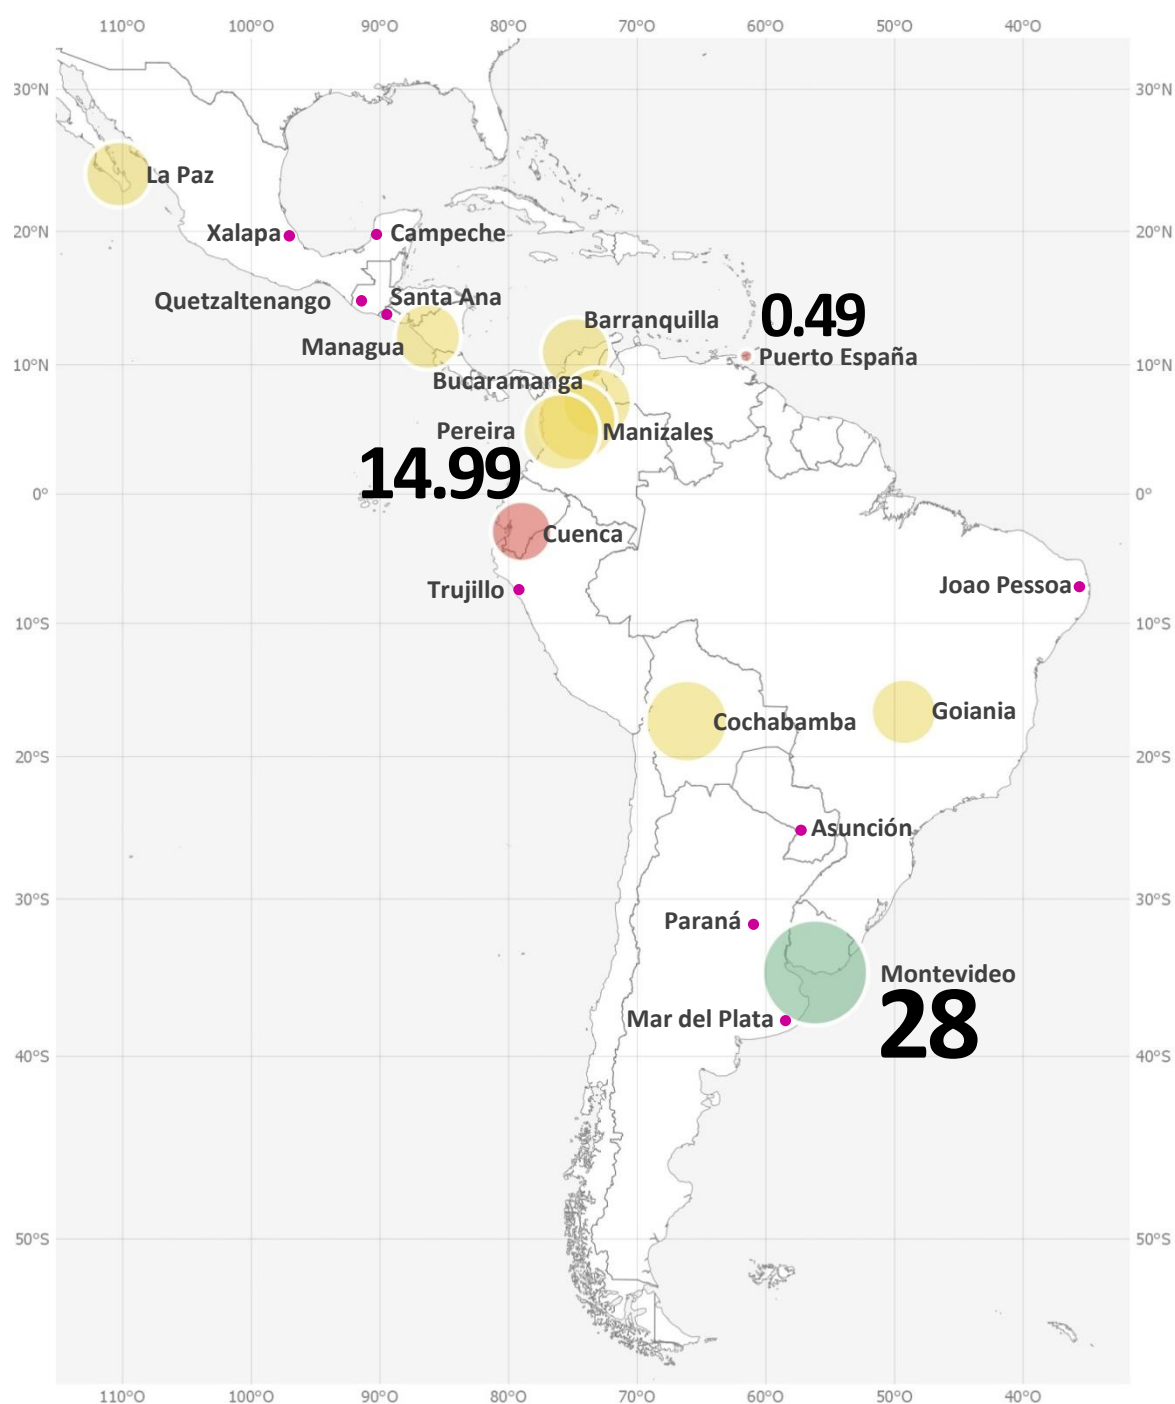 110°O 100°O 90°O 80°O 70°O 60°O 50°O 40°O
30°N 30°N
La Paz
20°N Xalapa Campeche 20°N
Quetzaltenango Santa Ana
0.49
Barranquilla
Managua Puerto España
10°N 10°N
Bucaramanga
Pereira Manizales
14.99
0° 0°
Cuenca
Trujillo Joao Pessoa
10°S 10°S
Cochabamba Goiania
20°S 20°S
Asunción
30°S 30°S
Paraná
Montevideo
Mar del Plata 28
40°S 40°S
50°S 50°S
110°O 100°O 90°O 80°O 70°O 60°O 50°O 40°O